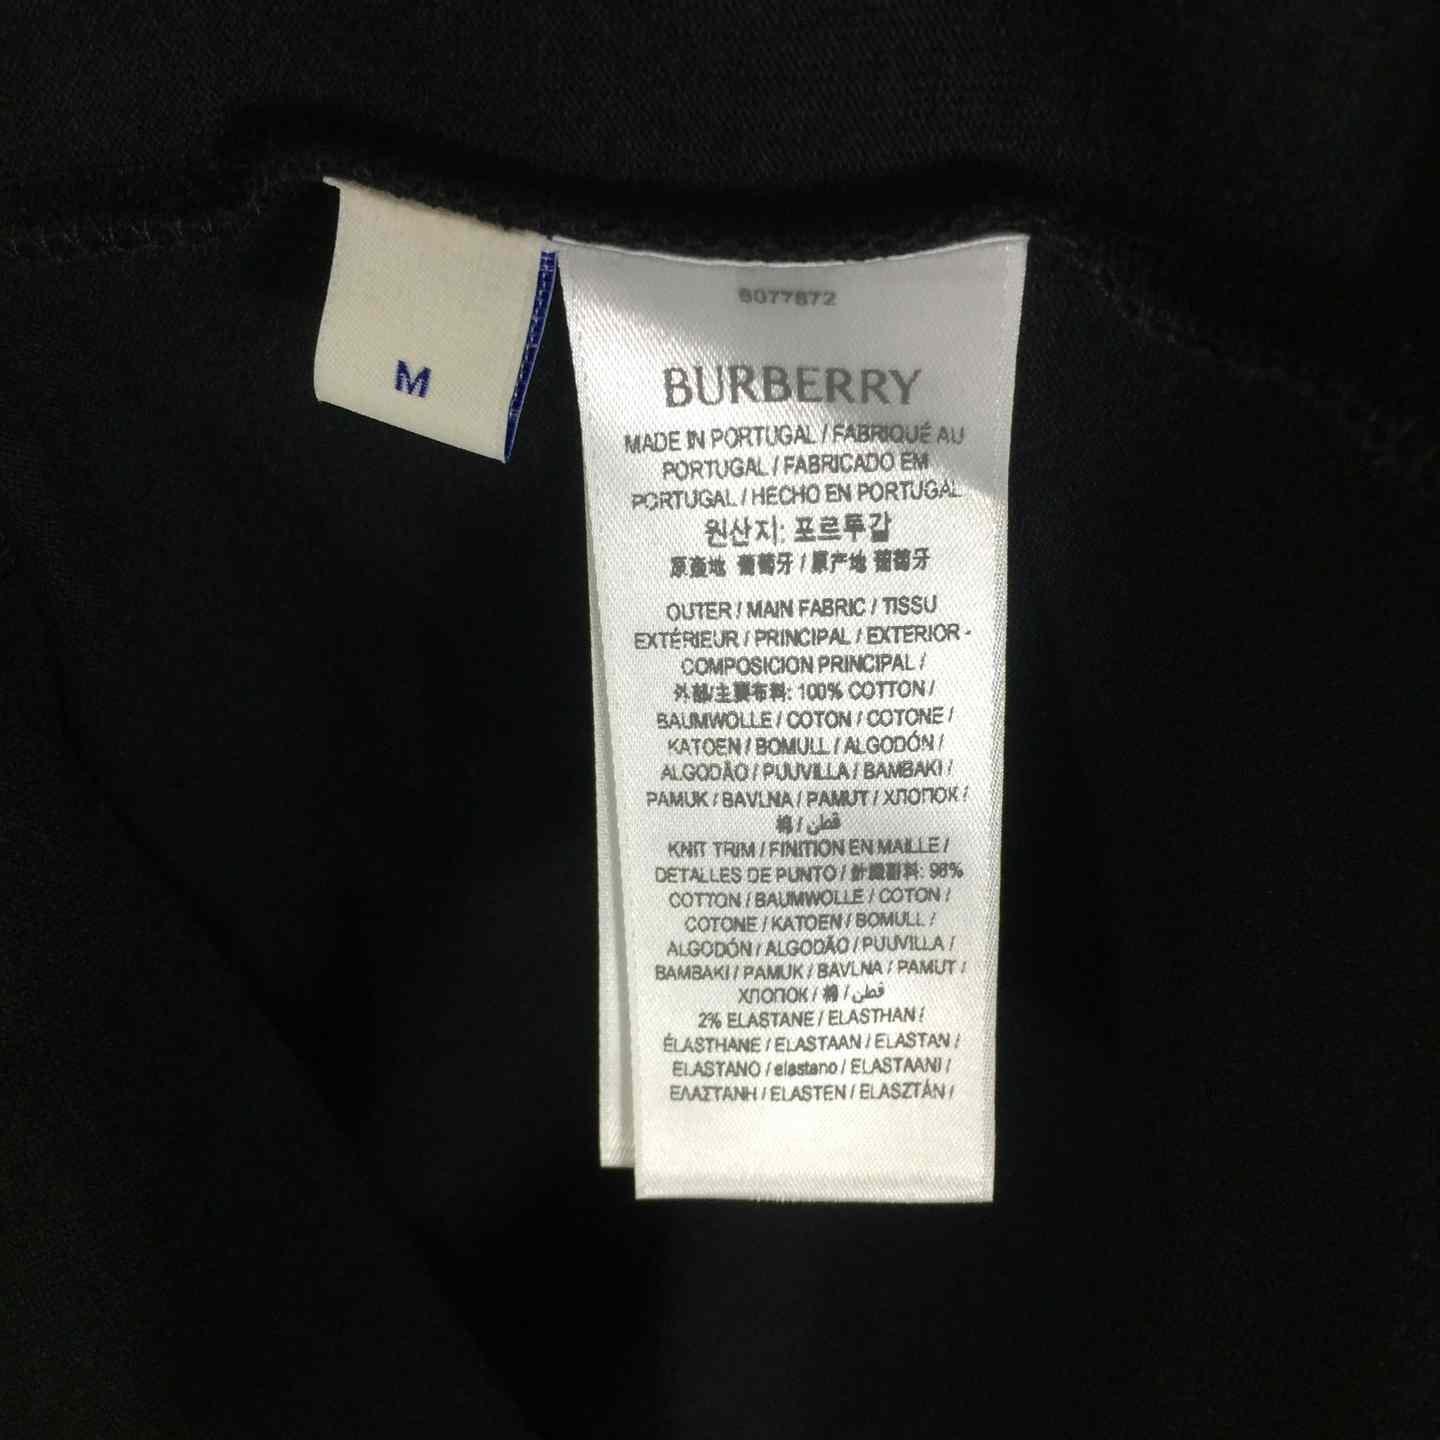 M
8077872
BURBERRY
MADE IN PORTUGAL / FABRIQUÉ AU
PORTUGAL / FABRICADO EM
PORTUGAL / HECHO EN PORTUGAL
원산지: 포르투갈
原產地 葡萄牙 / 原产地 葡萄牙
OUTER / MAIN FABRIC / TISSU
EXTÉRIEUR / PRINCIPAL / EXTERIOR -
COMPOSICION PRINCIPAL /
外部/主要布料: 100% COTTON /
BAUMWOLLE / COTON / COTONE /
KATOEN / BOMULL / ALGODÓN /
ALGODÃO / PUUVILLA / BAMBAKI /
PAMUK / BAVLNA / PAMUT / ХЛОПОК /
棉 / قطن
KNIT TRIM / FINITION EN MAILLE /
DETALLES DE PUNTO / 針織副料: 98%
COTTON / BAUMWOLLE / COTON /
COTONE / KATOEN / BOMULL /
ALGODÓN / ALGODÃO / PUUVILLA /
BAMBAKI / PAMUK / BAVLNA / PAMUT /
ХЛОПОК / 棉 / قطن
2% ELASTANE / ELASTHAN /
ÉLASTHANE / ELASTAAN / ELASTAN /
ELASTANO / elastano / ELASTAANI /
ΕΛΑΣΤΑΝΗ / ELASTEN / ELASZTÁN /